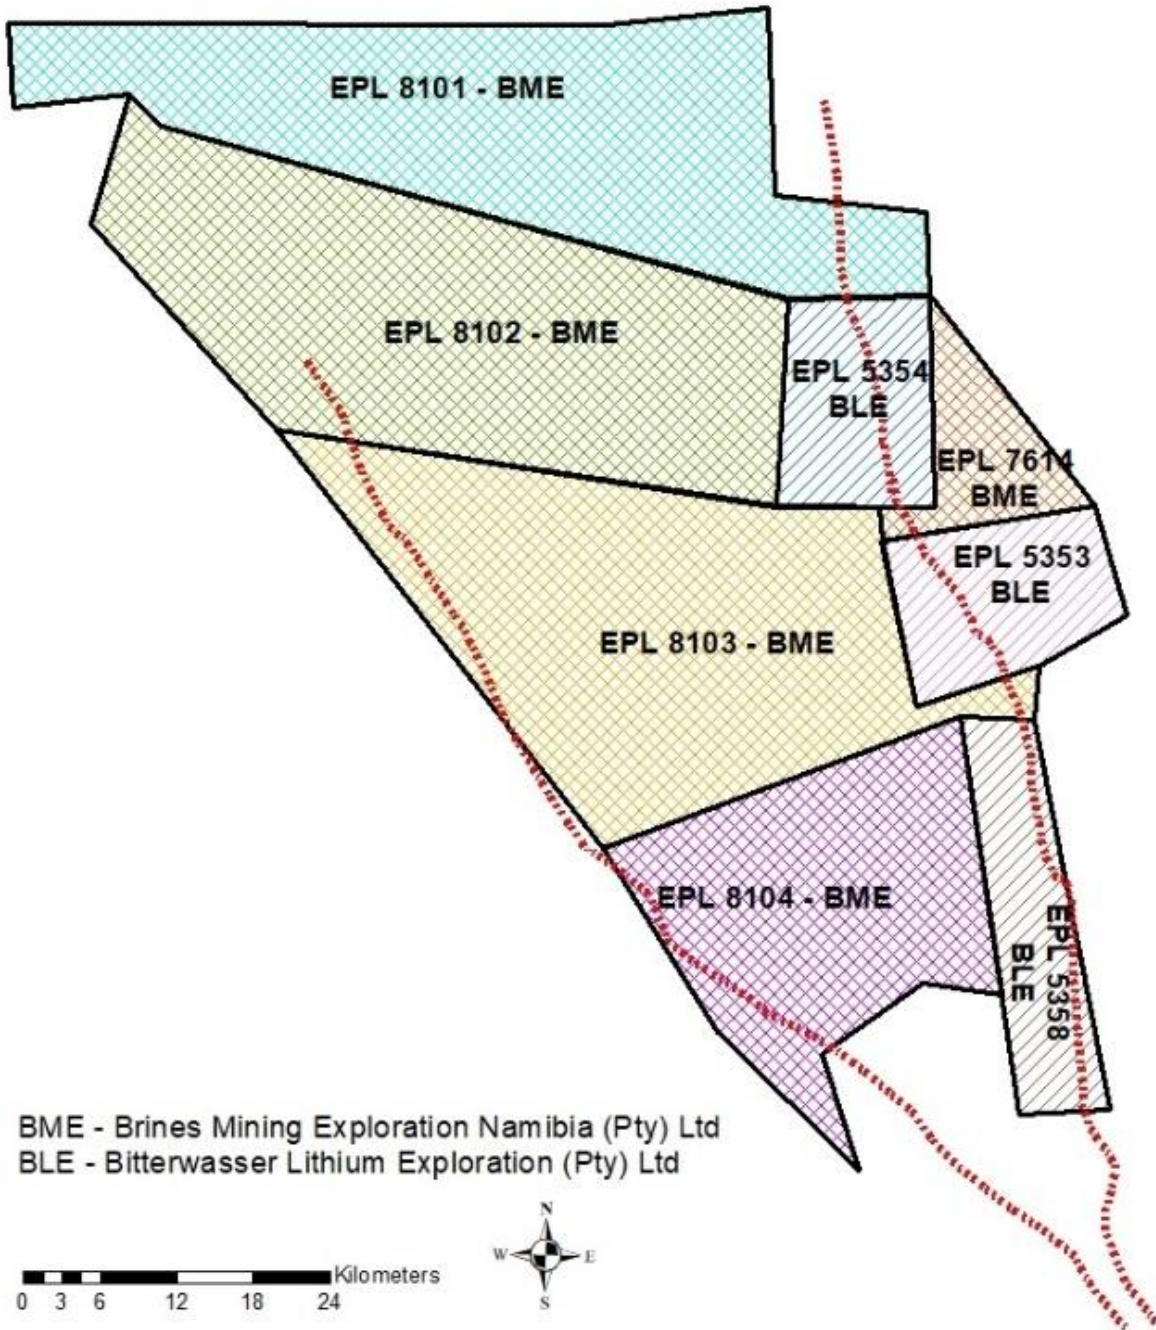 EPL 8101 - BME
EPL 8102 - BME
EPL 5354
BLE
EPL 7614
BME
EPL 5353
BLE
EPL 8103 - BME
EPL 8104 - BME
EPL 5358
BLE
BME - Brines Mining Exploration Namibia (Pty) Ltd
BLE - Bitterwasser Lithium Exploration (Pty) Ltd
N
W E
S
Kilometers
0 3 6 12 18 24